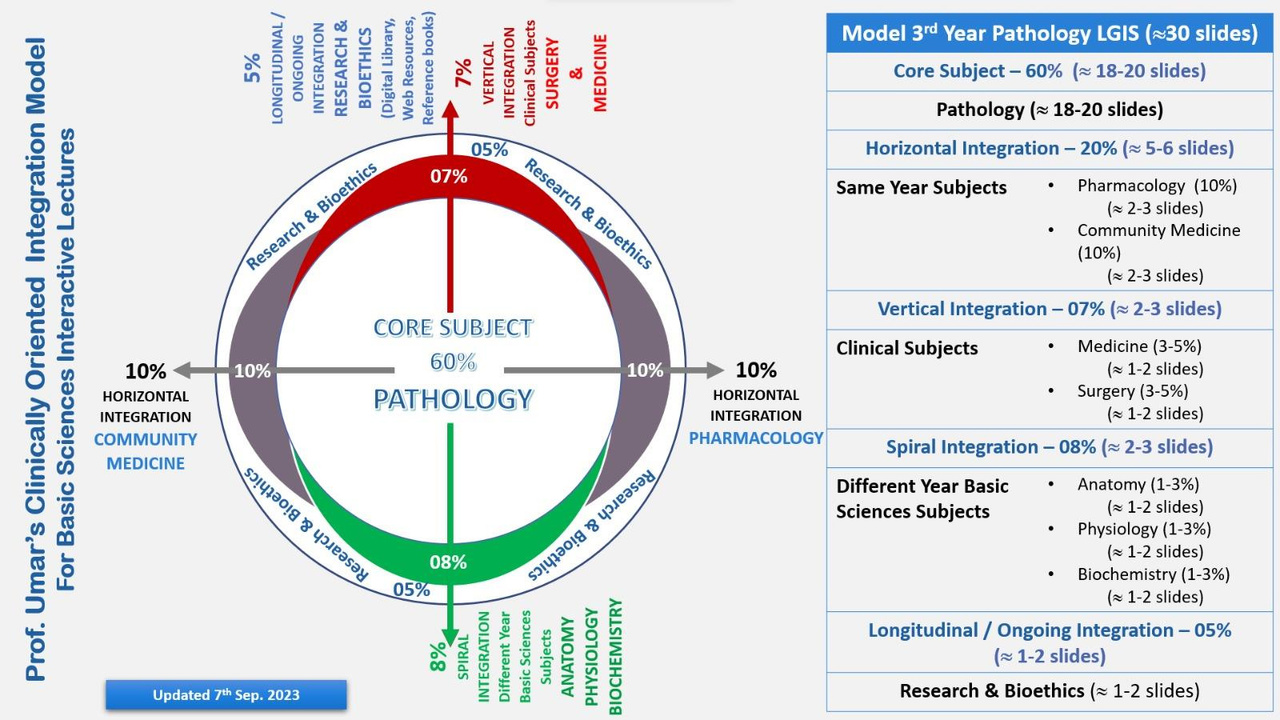 Prof. Umar's Clinically Oriented Integration Model
For Basic Sciences Interactive Lectures
5%
LONGITUDINAL /
ONGOING
INTEGRATION
RESEARCH &
BIOETHICS
(Digital Library,
Web Resources,
Reference books)
7%
VERTICAL
INTEGRATION
Clinical Subjects
SURGERY
&
MEDICINE
05%
Research & Bioethics
Research & Bioethics
07%
CORE SUBJECT
60%
PATHOLOGY
10%
10%
10%
HORIZONTAL
INTEGRATION
COMMUNITY
MEDICINE
10%
HORIZONTAL
INTEGRATION
PHARMACOLOGY
Research & Bioethics
Research & Bioethics
08%
05%
8%
SPIRAL
INTEGRATION
Different Year
Basic Sciences
Subjects
ANATOMY
PHYSIOLOGY
BIOCHEMISTRY
Updated 7th Sep. 2023
Model 3rd Year Pathology LGIS (≈30 slides)
Core Subject – 60% (≈ 18-20 slides)
Pathology (≈ 18-20 slides)
Horizontal Integration – 20% (≈ 5-6 slides)
Same Year Subjects
• Pharmacology (10%)
(≈ 2-3 slides)
• Community Medicine
(10%)
(≈ 2-3 slides)
Vertical Integration – 07% (≈ 2-3 slides)
Clinical Subjects
• Medicine (3-5%)
(≈ 1-2 slides)
• Surgery (3-5%)
(≈ 1-2 slides)
Spiral Integration – 08% (≈ 2-3 slides)
Different Year Basic
Sciences Subjects
• Anatomy (1-3%)
(≈ 1-2 slides)
• Physiology (1-3%)
(≈ 1-2 slides)
• Biochemistry (1-3%)
(≈ 1-2 slides)
Longitudinal / Ongoing Integration – 05%
(≈ 1-2 slides)
Research & Bioethics (≈ 1-2 slides)